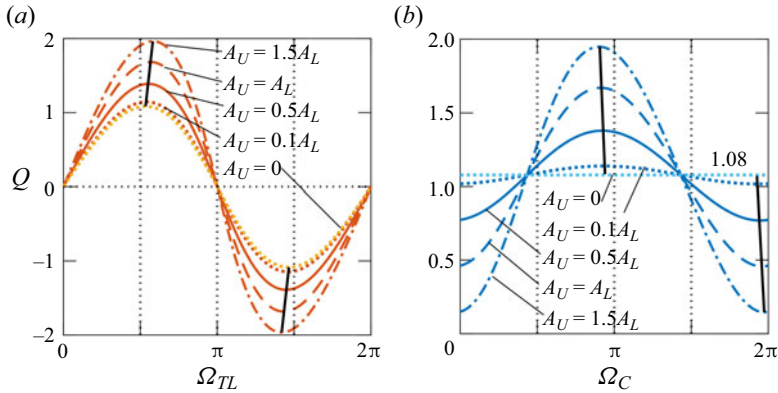 (a)
2
1
0
−1
−2
Q
A_U = 1.5A_L
A_U = A_L
A_U = 0.5A_L
A_U = 0.1A_L
A_U = 0
0
π
2π
Ω_TL
(b)
2.0
1.5
1.0
0.5
1.08
A_U = 0
A_U = 0.1A_L
A_U = 0.5A_L
A_U = A_L
A_U = 1.5A_L
0
π
2π
Ω_C